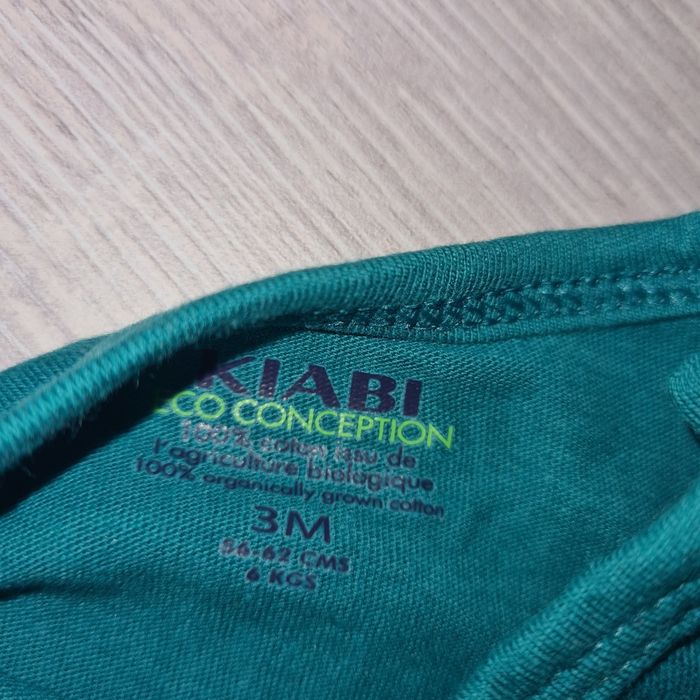 KIABI
ECO CONCEPTION
100% coton issu de
l'agriculture biologique
100% organically grown cotton
3M
56-62 CMS
6 KGS